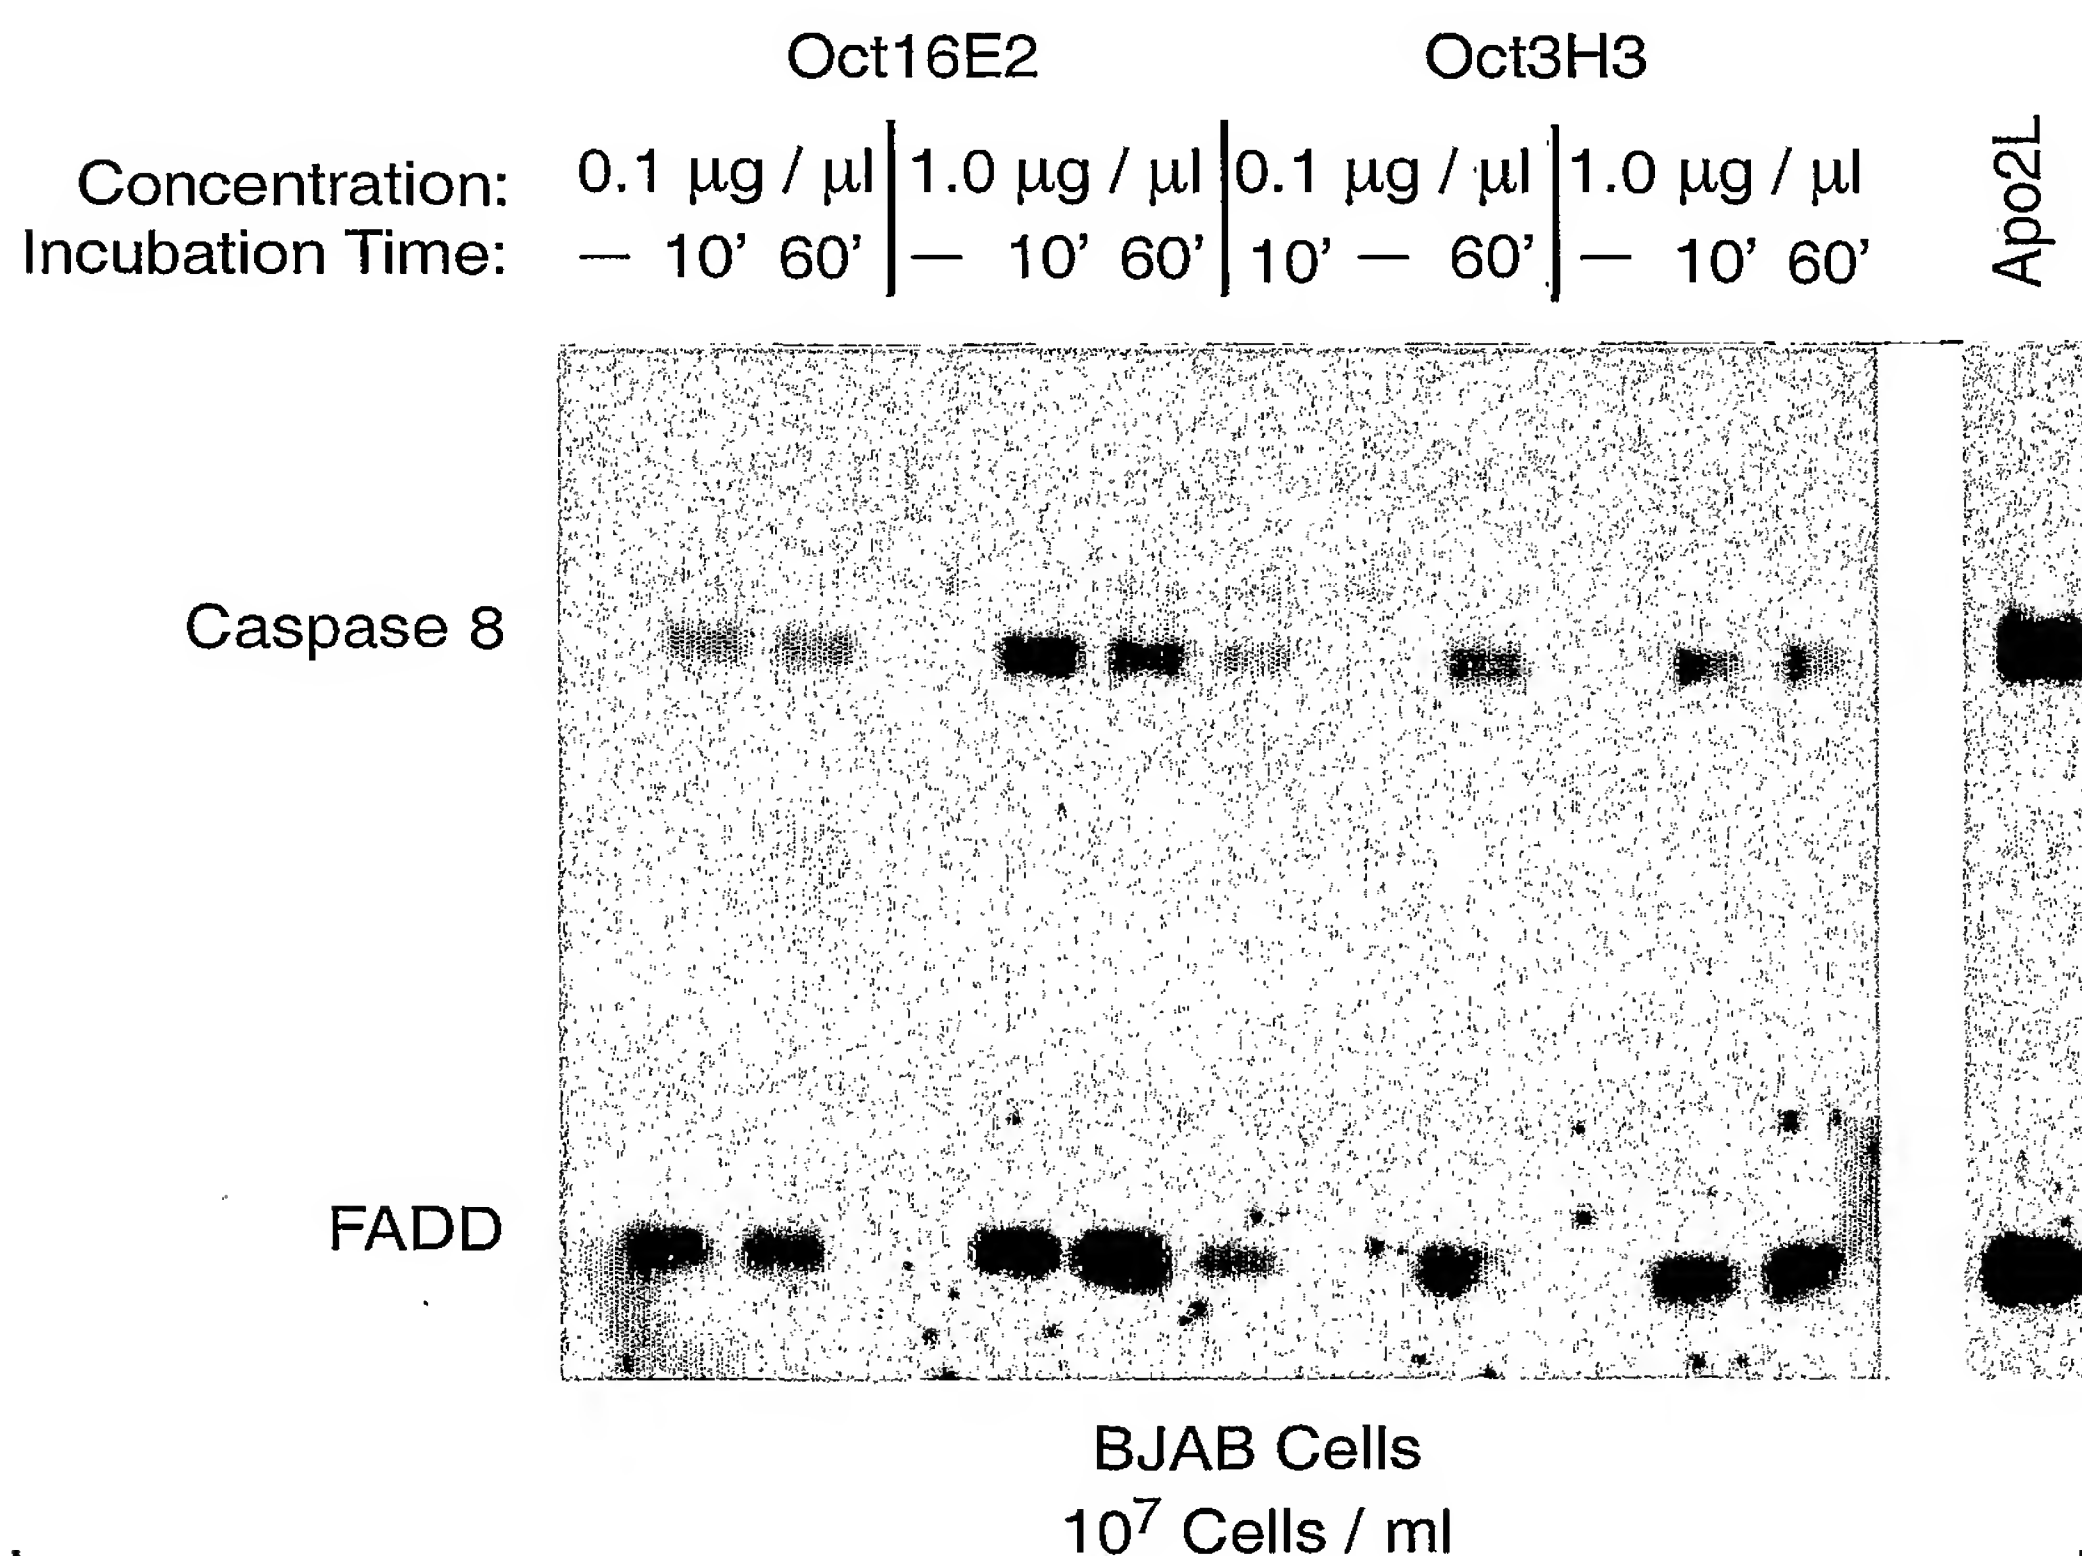 Oct16E2 Oct3H3
Apo2L
Concentration: 0.1 µg / µl 1.0 µg / µl 0.1 µg / µl 1.0 µg / µl
Incubation Time: — 10’ 60’ — 10’ 60’ 10’ — 60’ — 10’ 60’
Caspase 8
FADD
BJAB Cells
10⁷ Cells / ml